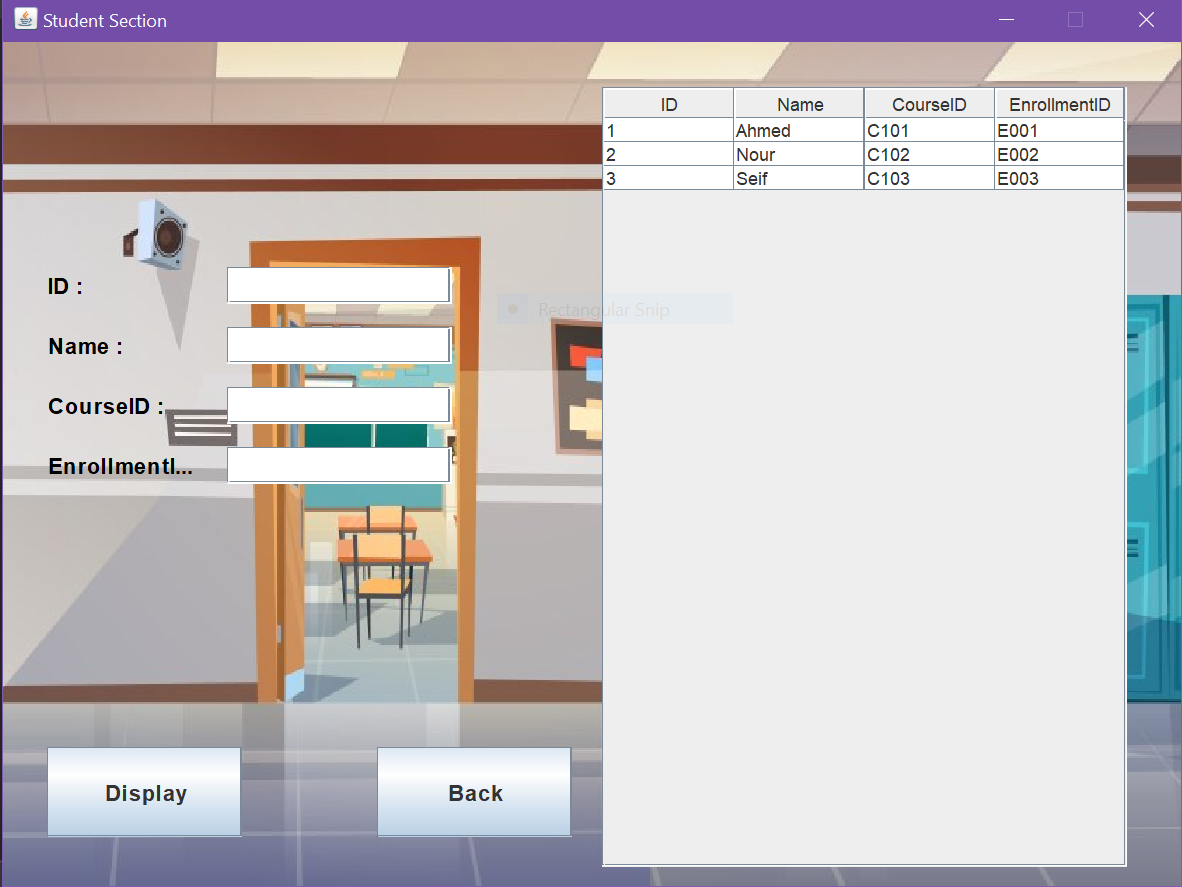 Student Section
ID Name CourseID EnrollmentID
1 Ahmed C101 E001
2 Nour C102 E002
3 Seif C103 E003
ID :
Rectangular Snip
Name :
CourseID :
EnrollmentI...
Display Back